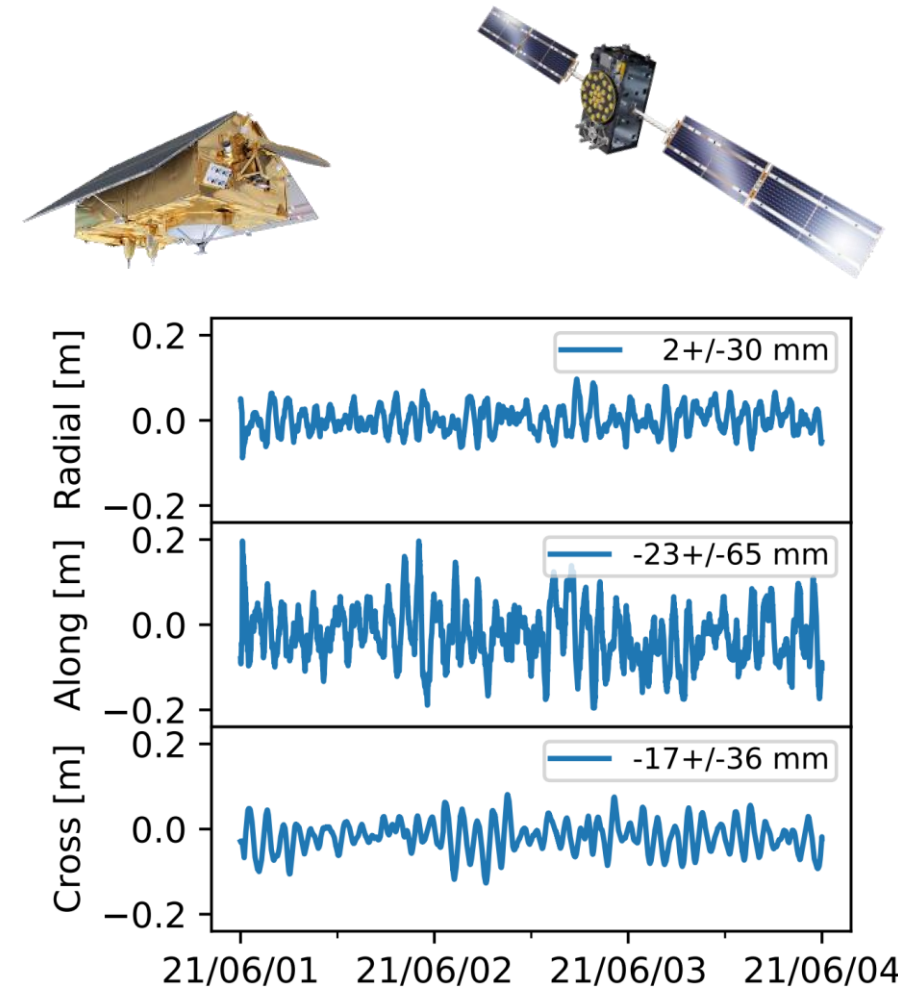 Radial [m]
0.2
0.0
−0.2
2+/-30 mm
Along [m]
0.2
0.0
−0.2
-23+/-65 mm
Cross [m]
0.2
0.0
−0.2
-17+/-36 mm
21/06/01 21/06/02 21/06/03 21/06/04